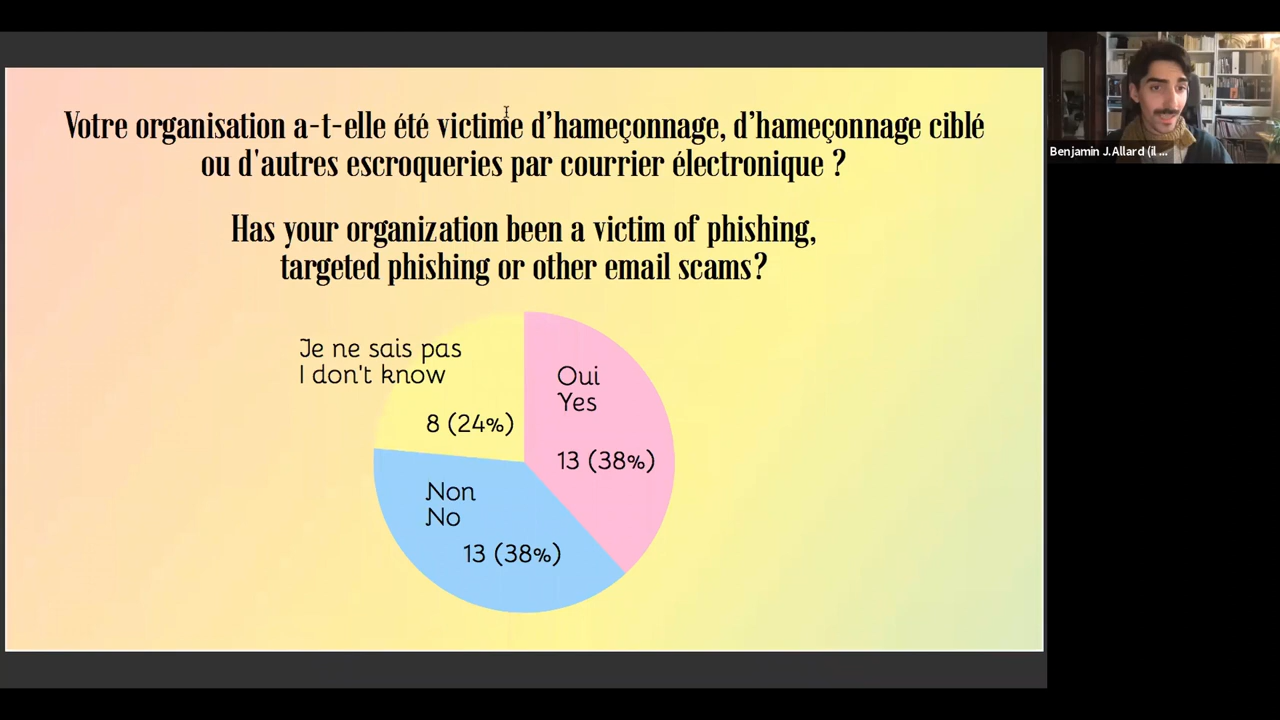 Votre organisation a-t-elle été victime d'hameçonnage, d'hameçonnage ciblé
ou d'autres escroqueries par courrier électronique ?
Has your organization been a victim of phishing,
targeted phishing or other email scams?
Je ne sais pas
I don't know
8 (24%)
Oui
Yes
13 (38%)
Non
No
13 (38%)
Benjamin J.Allard (il ...